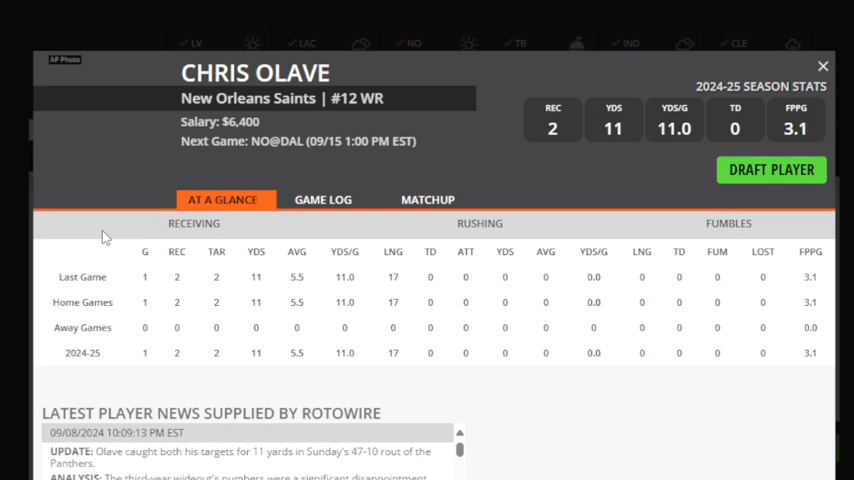 LV LAC NO TB IND CLE
AP Photo
CHRIS OLAVE
New Orleans Saints | #12 WR
Salary: $6,400
Next Game: NO@DAL (09/15 1:00 PM EST)
2024-25 SEASON STATS
REC YDS YDS/G TD FPPG
2 11 11.0 0 3.1
DRAFT PLAYER
AT A GLANCE GAME LOG MATCHUP
RECEIVING RUSHING FUMBLES
G REC TAR YDS AVG YDS/G LNG TD ATT YDS AVG YDS/G LNG TD FUM LOST FPPG
Last Game 1 2 2 11 5.5 11.0 17 0 0 0 0 0.0 0 0 0 0 3.1
Home Games 1 2 2 11 5.5 11.0 17 0 0 0 0 0.0 0 0 0 0 3.1
Away Games 0 0 0 0 0 0 0 0 0 0 0 0 0 0 0 0 0.0
2024-25 1 2 2 11 5.5 11.0 17 0 0 0 0 0.0 0 0 0 0 3.1
LATEST PLAYER NEWS SUPPLIED BY ROTOWIRE
09/08/2024 10:09:13 PM EST
UPDATE: Olave caught both his targets for 11 yards in Sunday's 47-10 rout of the
Panthers.
ANALYSIS: The third-year wideout's numbers were a significant disappointment